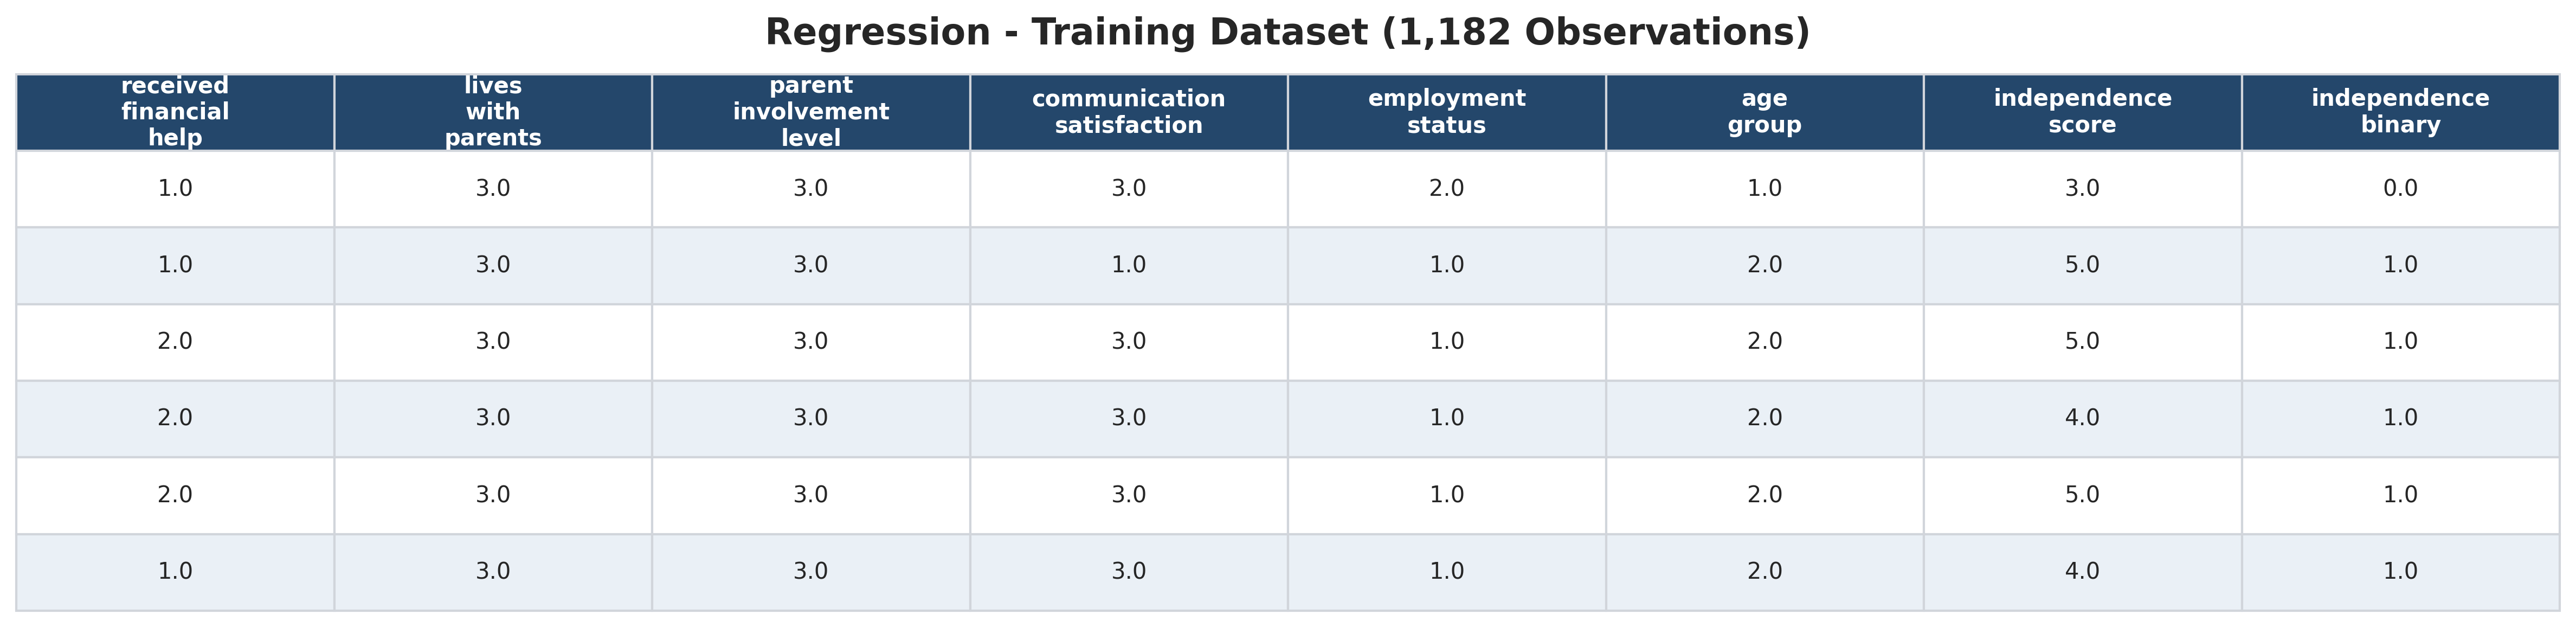 Regression - Training Dataset (1,182 Observations)
received financial help lives with parents parent involvement level communication satisfaction employment status age group independence score independence binary
1.0 3.0 3.0 3.0 2.0 1.0 3.0 0.0
1.0 3.0 3.0 1.0 1.0 2.0 5.0 1.0
2.0 3.0 3.0 3.0 1.0 2.0 5.0 1.0
2.0 3.0 3.0 3.0 1.0 2.0 4.0 1.0
2.0 3.0 3.0 3.0 1.0 2.0 5.0 1.0
1.0 3.0 3.0 3.0 1.0 2.0 4.0 1.0